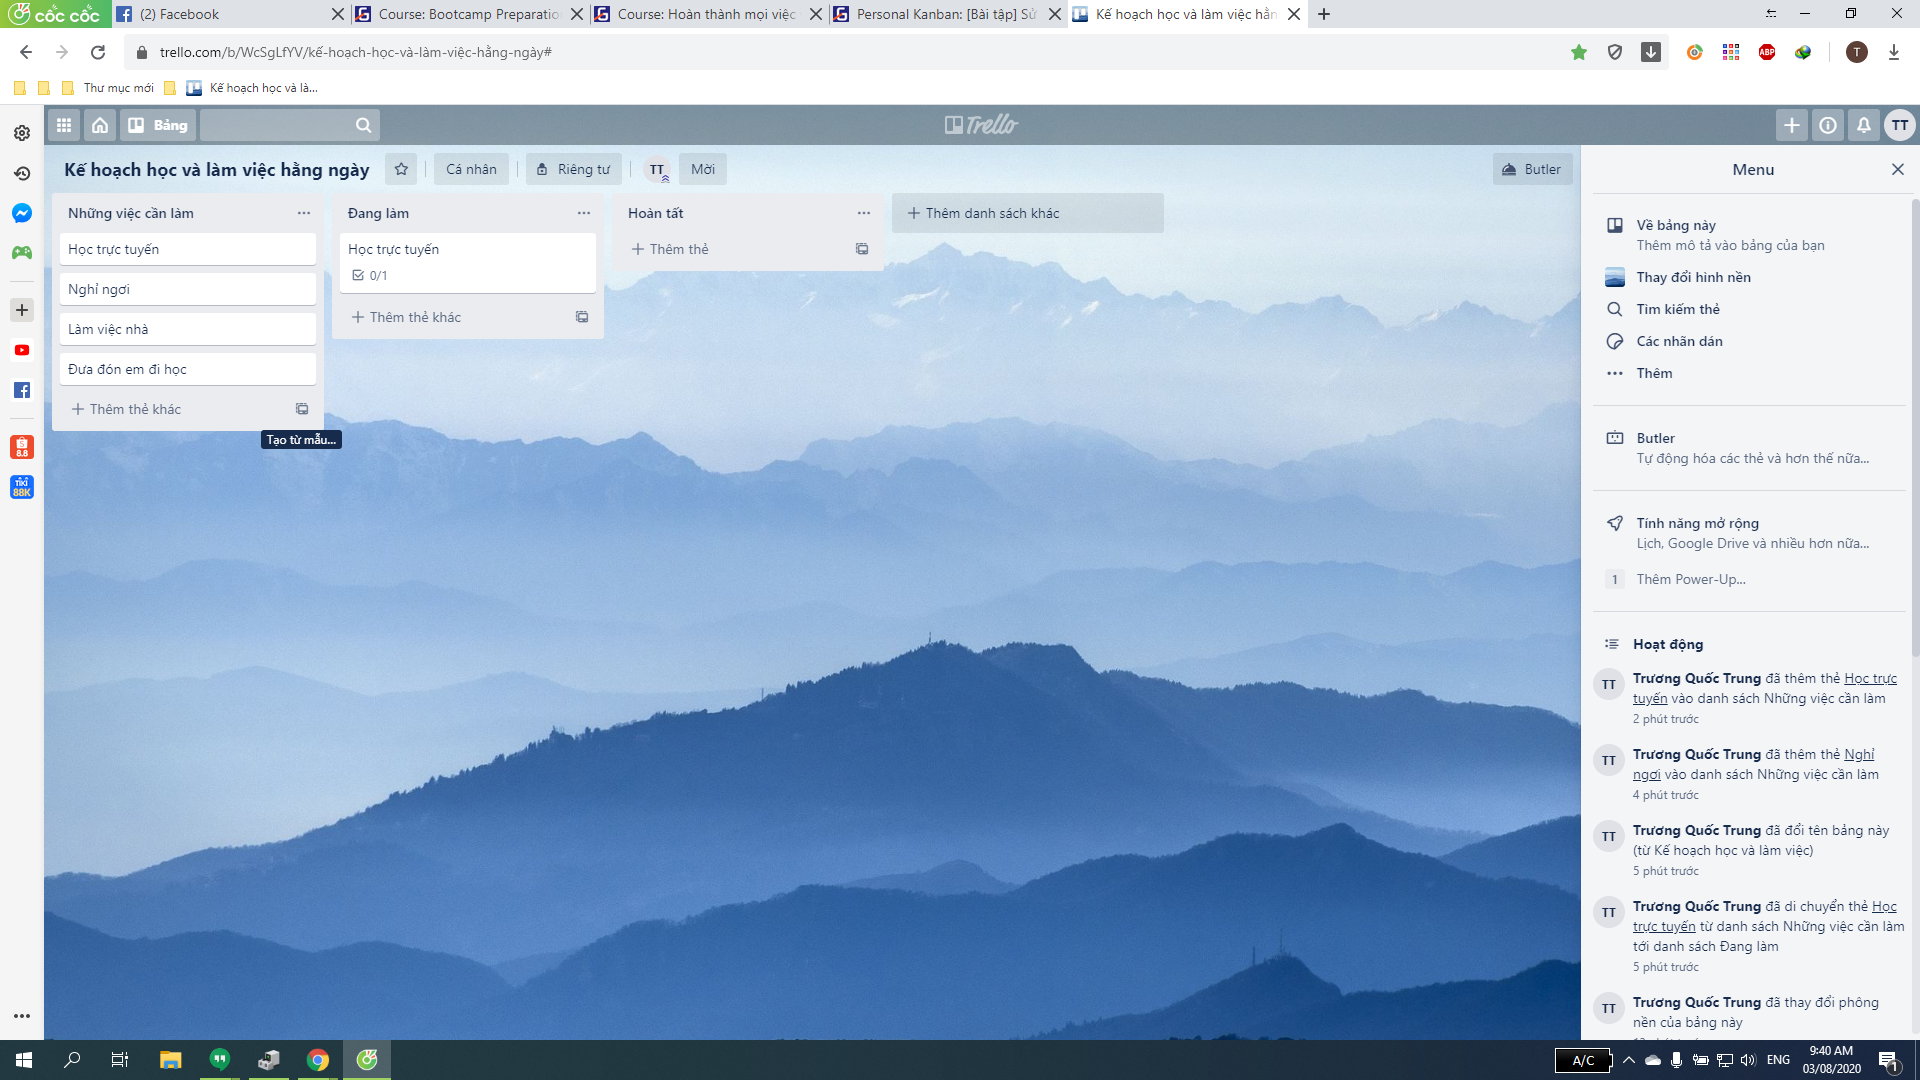 cốc cốc
(2) Facebook
Course: Bootcamp Preparation
Course: Hoàn thành mọi việc
Personal Kanban: [Bài tập] Sử
Kế hoạch học và làm việc hằn
trello.com/b/WcSgLfYV/kế-hoạch-học-và-làm-việc-hằng-ngày#
ABP
T
Thư mục mới
Kế hoạch học và là...
Bảng
Trello
TT
Kế hoạch học và làm việc hằng ngày
Cá nhân
Riêng tư
TT
Mời
Butler
Menu
Những việc cần làm
Học trực tuyến
Nghỉ ngơi
Làm việc nhà
Đưa đón em đi học
Thêm thẻ khác
Tạo từ mẫu...
Đang làm
Học trực tuyến
0/1
Thêm thẻ khác
Hoàn tất
Thêm thẻ
Thêm danh sách khác
Về bảng này
Thêm mô tả vào bảng của bạn
Thay đổi hình nền
Tìm kiếm thẻ
Các nhãn dán
Thêm
Butler
Tự động hóa các thẻ và hơn thế nữa...
Tính năng mở rộng
Lịch, Google Drive và nhiều hơn nữa...
1
Thêm Power-Up...
Hoạt động
TT
Trương Quốc Trung đã thêm thẻ Học trực
tuyến vào danh sách Những việc cần làm
2 phút trước
TT
Trương Quốc Trung đã thêm thẻ Nghỉ
ngơi vào danh sách Những việc cần làm
4 phút trước
TT
Trương Quốc Trung đã đổi tên bảng này
(từ Kế hoạch học và làm việc)
5 phút trước
TT
Trương Quốc Trung đã di chuyển thẻ Học
trực tuyến từ danh sách Những việc cần làm
tới danh sách Đang làm
5 phút trước
TT
Trương Quốc Trung đã thay đổi phông
nền của bảng này
8.8
TIKI
88K
A/C
ENG
9:40 AM
03/08/2020
1